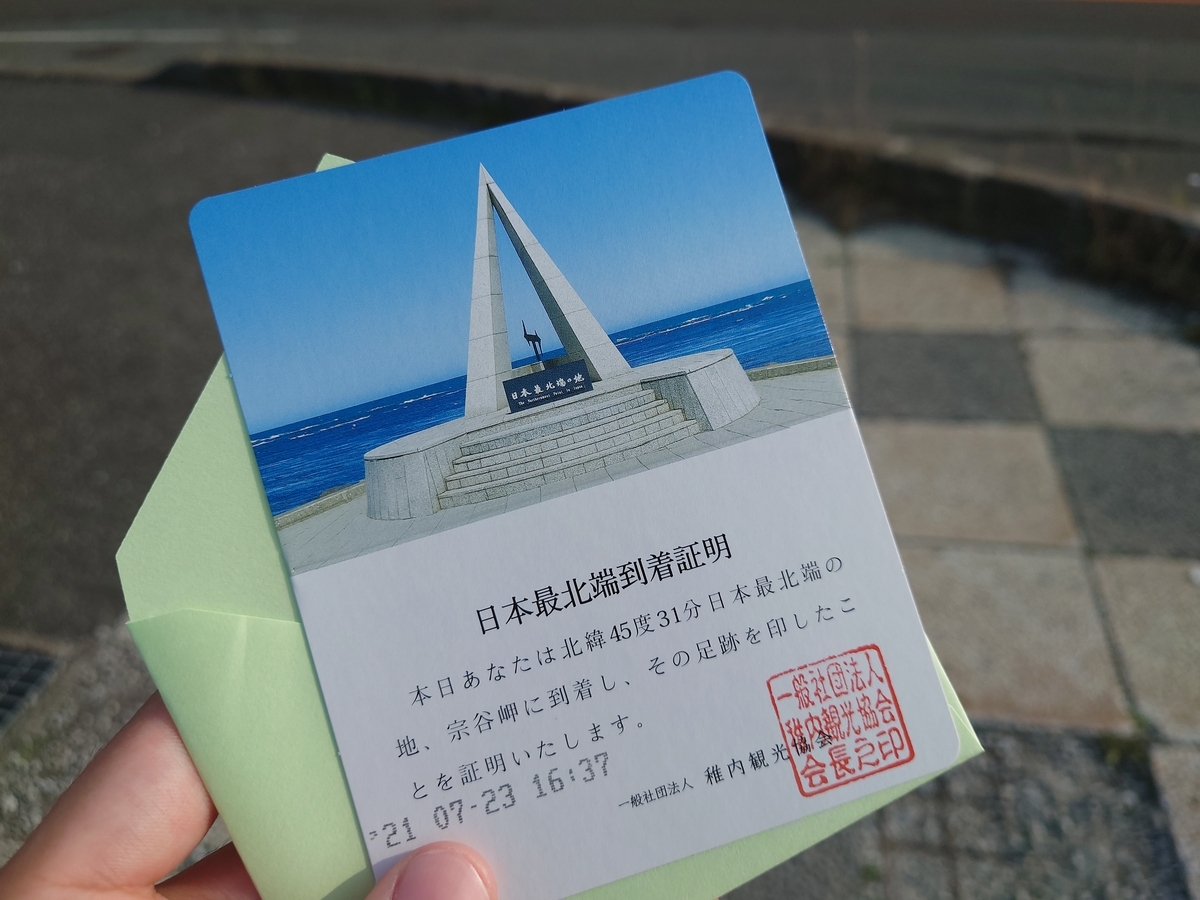 日本最北端の地
The Northernmost Point in Japan
日本最北端到着証明
本日あなたは北緯45度31分日本最北端の
地、宗谷岬に到着し、その足跡を印したこ
とを証明いたします。
'21 07-23 16:37
一般社団法人 稚内観光協会
一般社団法人
稚内観光協会
会長之印